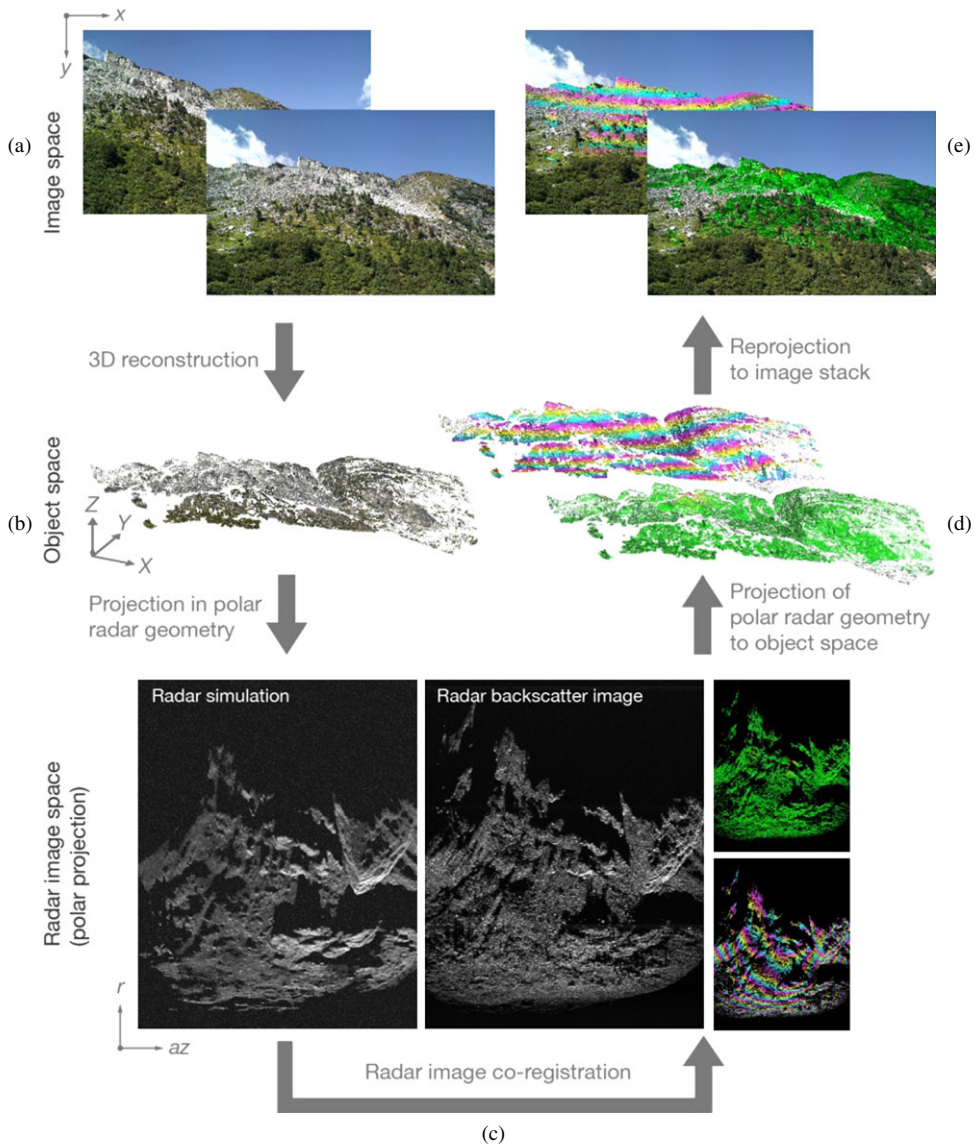 x
y
(a)
Image space
(e)
3D reconstruction
Reprojection
to image stack
(b)
Object space
Z
Y
X
(d)
Projection in polar
radar geometry
Projection of
polar radar geometry
to object space
Radar image space
(polar projection)
Radar simulation
Radar backscatter image
r
az
Radar image co-registration
(c)